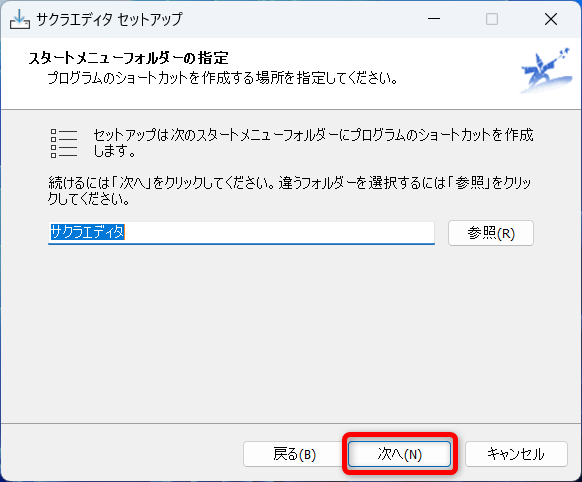 サクラエディタ セットアップ
スタートメニューフォルダーの指定
プログラムのショートカットを作成する場所を指定してください。
セットアップは次のスタートメニューフォルダーにプログラムのショートカットを作成
します。
続けるには「次へ」をクリックしてください。違うフォルダーを選択するには「参照」をクリッ
クしてください。
サクラエディタ
参照(R)
戻る(B)
次へ(N)
キャンセル